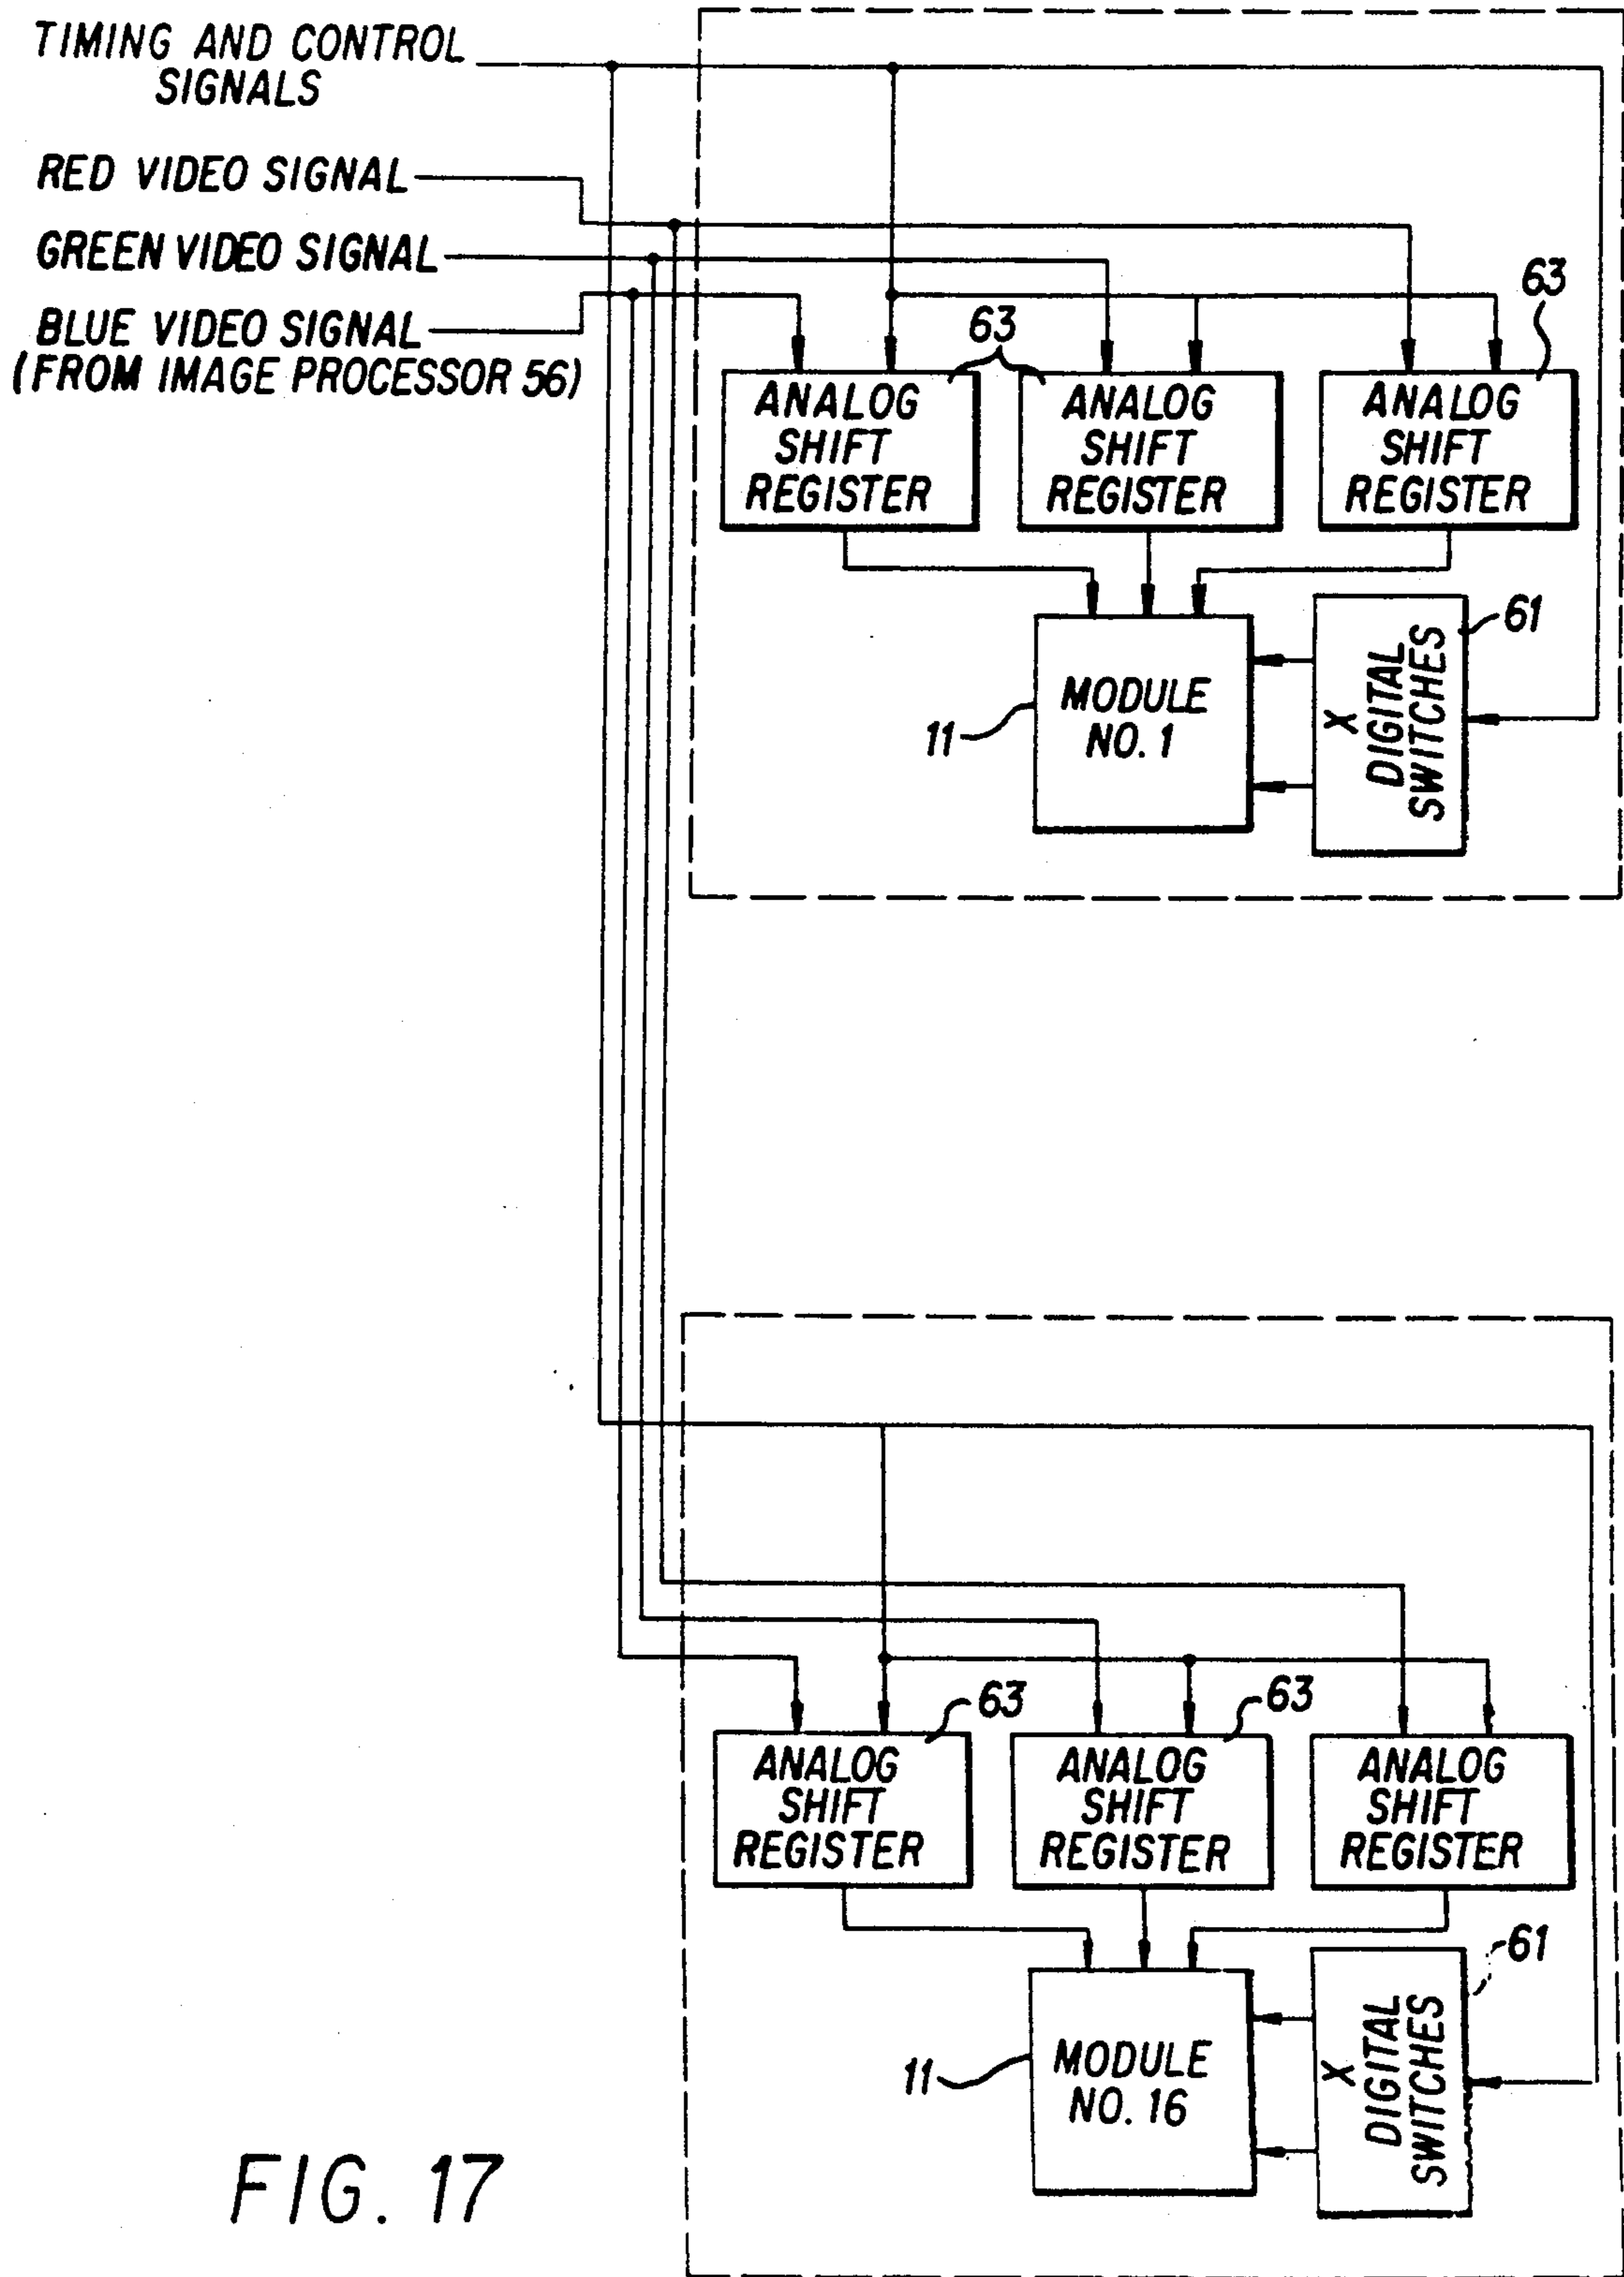 TIMING AND CONTROL
SIGNALS
RED VIDEO SIGNAL
GREEN VIDEO SIGNAL
BLUE VIDEO SIGNAL
(FROM IMAGE PROCESSOR 56)
63
63
ANALOG
SHIFT
REGISTER
ANALOG
SHIFT
REGISTER
ANALOG
SHIFT
REGISTER
11
MODULE
NO. 1
X
DIGITAL
SWITCHES
61
63
63
ANALOG
SHIFT
REGISTER
ANALOG
SHIFT
REGISTER
ANALOG
SHIFT
REGISTER
11
MODULE
NO. 16
X
DIGITAL
SWITCHES
61
FIG. 17